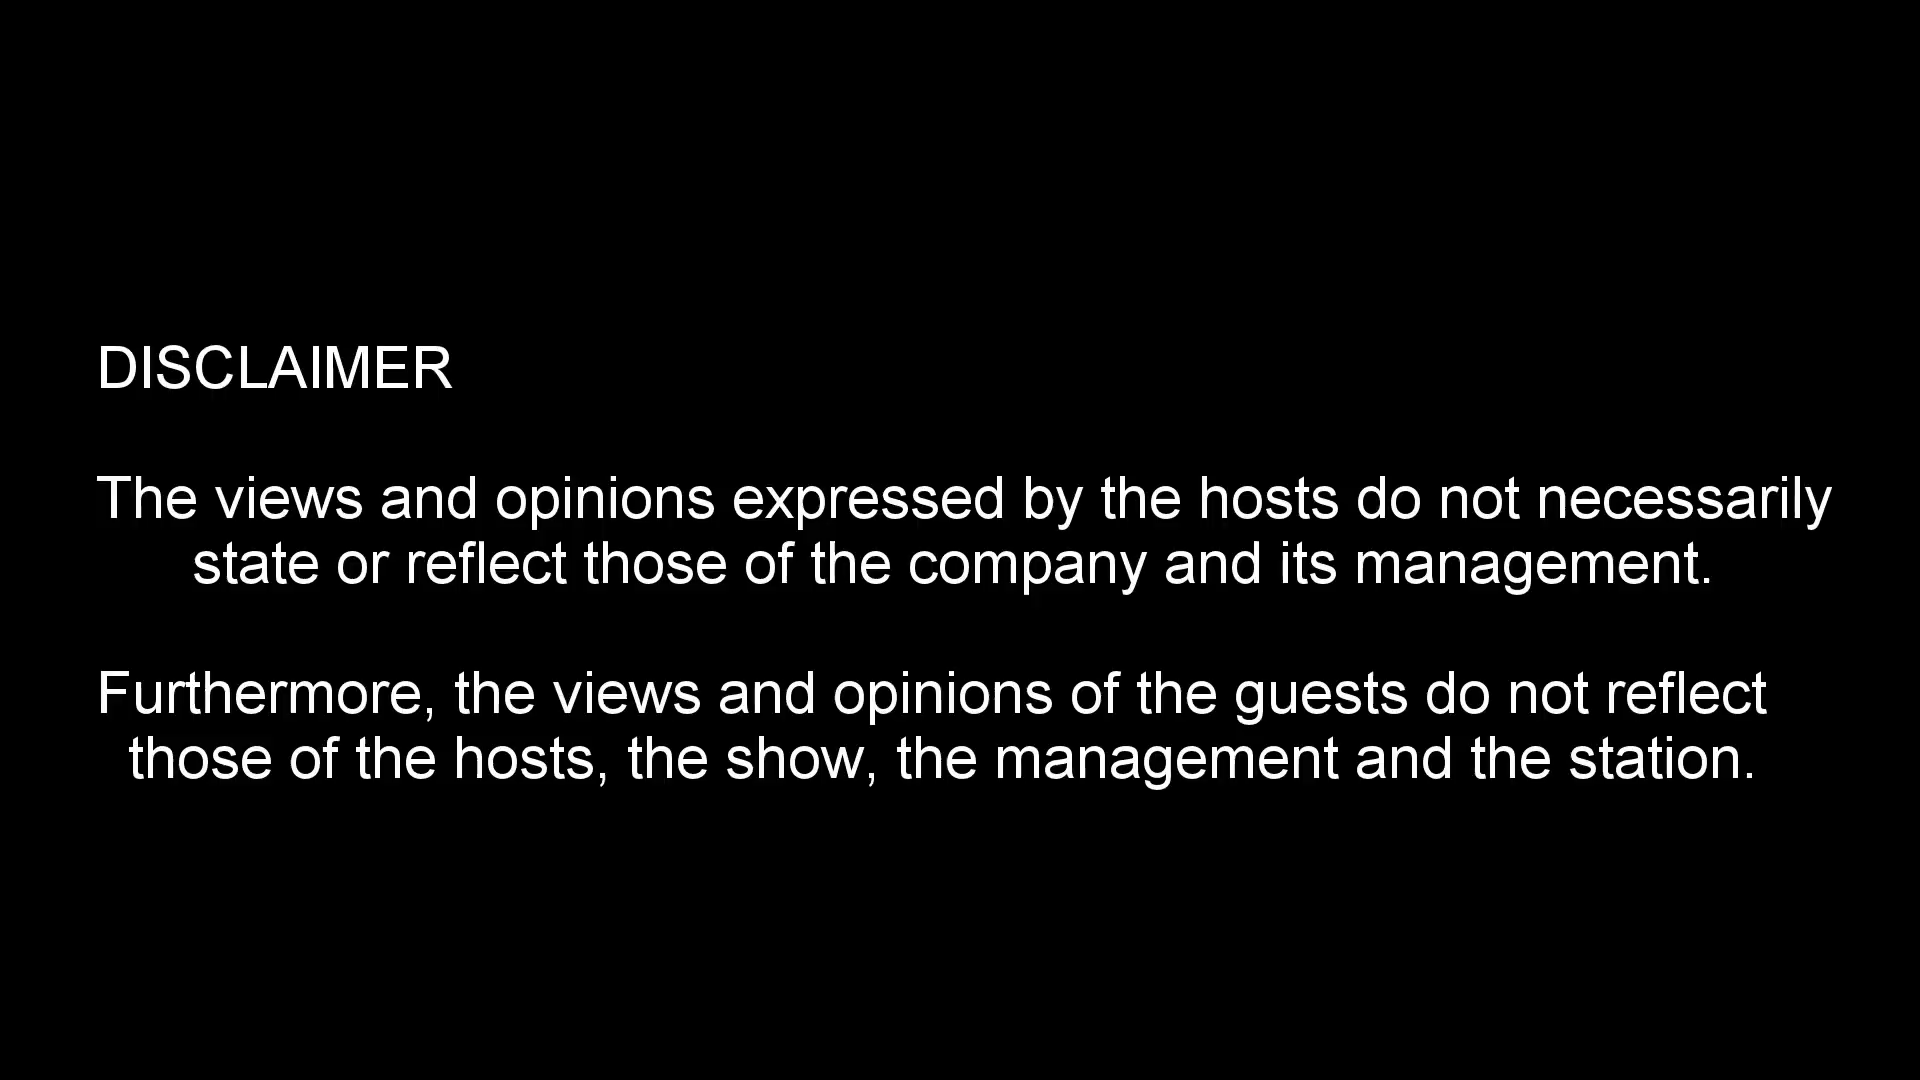 DISCLAIMER
The views and opinions expressed by the hosts do not necessarily
state or reflect those of the company and its management.
Furthermore, the views and opinions of the guests do not reflect
those of the hosts, the show, the management and the station.